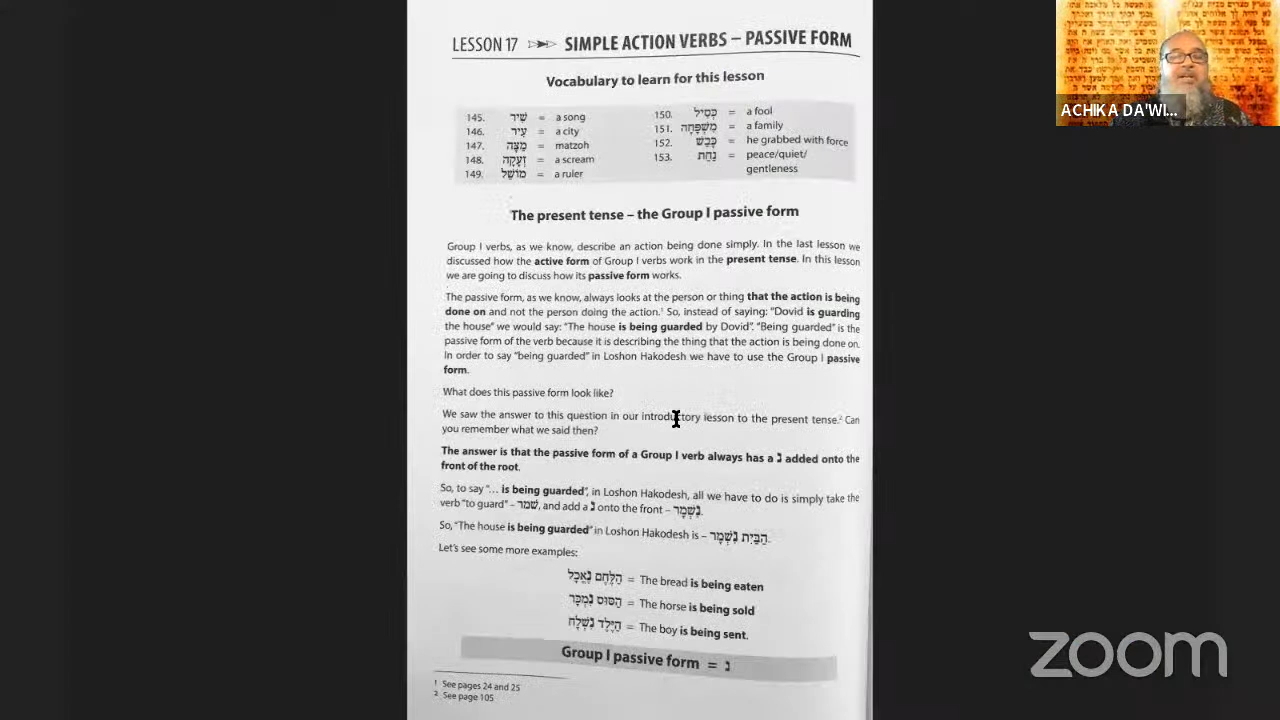 LESSON 17 SIMPLE ACTION VERBS – PASSIVE FORM
Vocabulary to learn for this lesson
145. שִׁיר = a song
146. עִיר = a city
147. מַצָּה = matzoh
148. זְעָקָה = a scream
149. מוֹשֵׁל = a ruler
150. כְּסִיל = a fool
151. מִשְׁפָּחָה = a family
152. כָּבַשׁ = he grabbed with force
153. נַחַת = peace/quiet/
gentleness
The present tense – the Group I passive form
Group I verbs, as we know, describe an action being done simply. In the last lesson we
discussed how the active form of Group I verbs work in the present tense. In this lesson
we are going to discuss how its passive form works.
The passive form, as we know, always looks at the person or thing that the action is being
done on and not the person doing the action.¹ So, instead of saying: "Dovid is guarding
the house" we would say: "The house is being guarded by Dovid". "Being guarded" is the
passive form of the verb because it is describing the thing that the action is being done on.
In order to say "being guarded" in Loshon Hakodesh we have to use the Group I passive
form.
What does this passive form look like?
We saw the answer to this question in our introductory lesson to the present tense.² Can
you remember what we said then?
The answer is that the passive form of a Group I verb always has a נ added onto the
front of the root.
So, to say "... is being guarded", in Loshon Hakodesh, all we have to do is simply take the
verb "to guard" – שׁמר, and add a נ onto the front – נִשְׁמָר.
So, "The house is being guarded" in Loshon Hakodesh is – הַבַּיִת נִשְׁמָר.
Let's see some more examples:
הַלֶּחֶם נֶאֱכָל = The bread is being eaten
הַסּוּס נִמְכָּר = The horse is being sold
הַיֶּלֶד נִשְׁלָח = The boy is being sent.
Group I passive form = נ
¹ See pages 24 and 25
² See page 105
ACHIKA DA'WI...
zoom